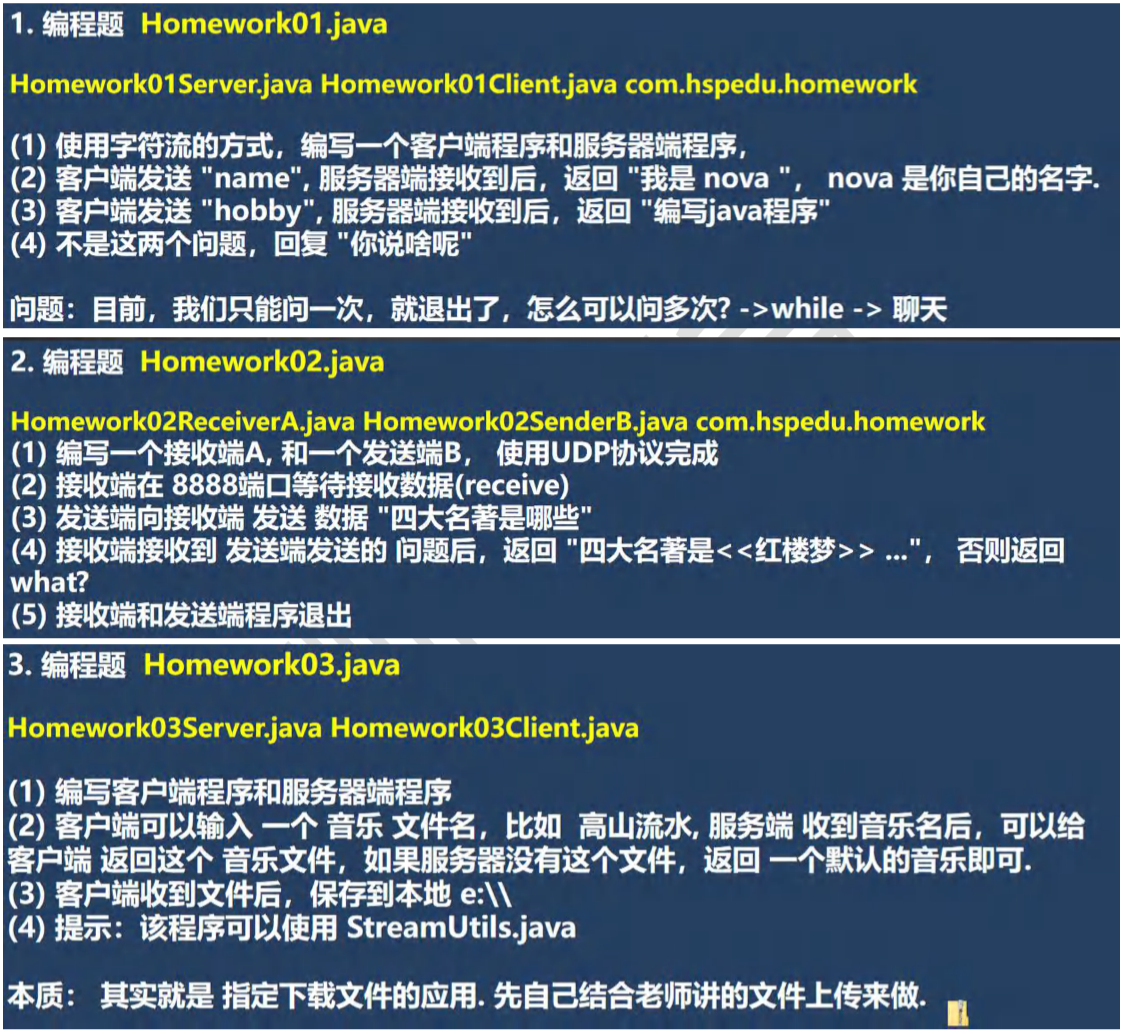 1. 编程题 Homework01.java
Homework01Server.java Homework01Client.java com.hspedu.homework
(1) 使用字符流的方式，编写一个客户端程序和服务器端程序，
(2) 客户端发送 "name", 服务器端接收到后，返回 "我是 nova "， nova 是你自己的名字.
(3) 客户端发送 "hobby", 服务器端接收到后，返回 "编写java程序"
(4) 不是这两个问题，回复 "你说啥呢"
问题：目前，我们只能问一次，就退出了，怎么可以问多次? ->while -> 聊天
2. 编程题 Homework02.java
Homework02ReceiverA.java Homework02SenderB.java com.hspedu.homework
(1) 编写一个接收端A, 和一个发送端B， 使用UDP协议完成
(2) 接收端在 8888端口等待接收数据(receive)
(3) 发送端向接收端 发送 数据 "四大名著是哪些"
(4) 接收端接收到 发送端发送的 问题后，返回 "四大名著是<<红楼梦>> ..."， 否则返回
what?
(5) 接收端和发送端程序退出
3. 编程题 Homework03.java
Homework03Server.java Homework03Client.java
(1) 编写客户端程序和服务器端程序
(2) 客户端可以输入 一个 音乐 文件名，比如 高山流水, 服务端 收到音乐名后，可以给
客户端 返回这个 音乐文件，如果服务器没有这个文件，返回 一个默认的音乐即可.
(3) 客户端收到文件后，保存到本地 e:\\
(4) 提示：该程序可以使用 StreamUtils.java
本质： 其实就是 指定下载文件的应用. 先自己结合老师讲的文件上传来做.